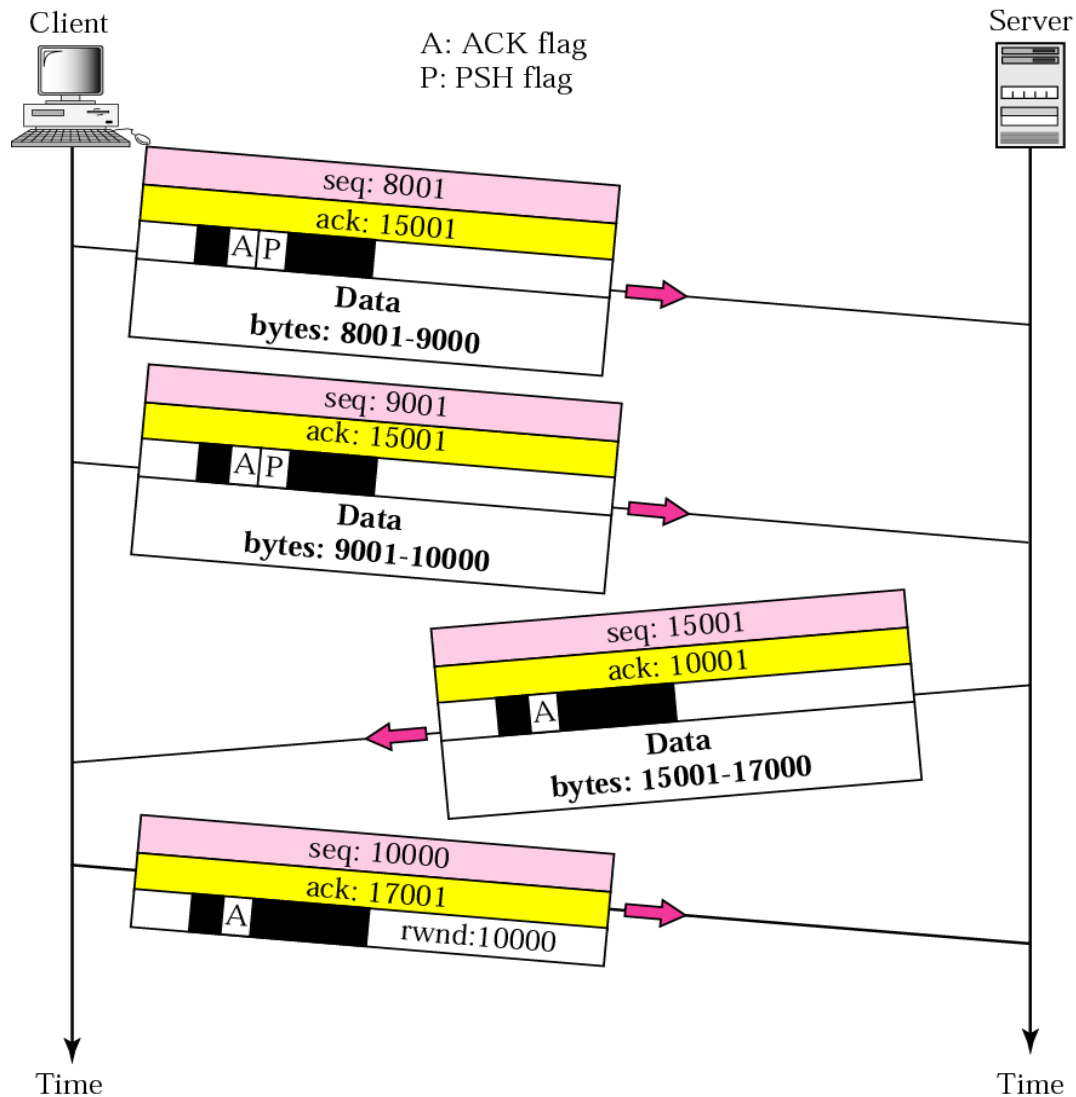 Client
Server
A: ACK flag
P: PSH flag
seq: 8001
ack: 15001
A P
Data
bytes: 8001-9000
seq: 9001
ack: 15001
A P
Data
bytes: 9001-10000
seq: 15001
ack: 10001
A
Data
bytes: 15001-17000
seq: 10000
ack: 17001
A
rwnd:10000
Time
Time